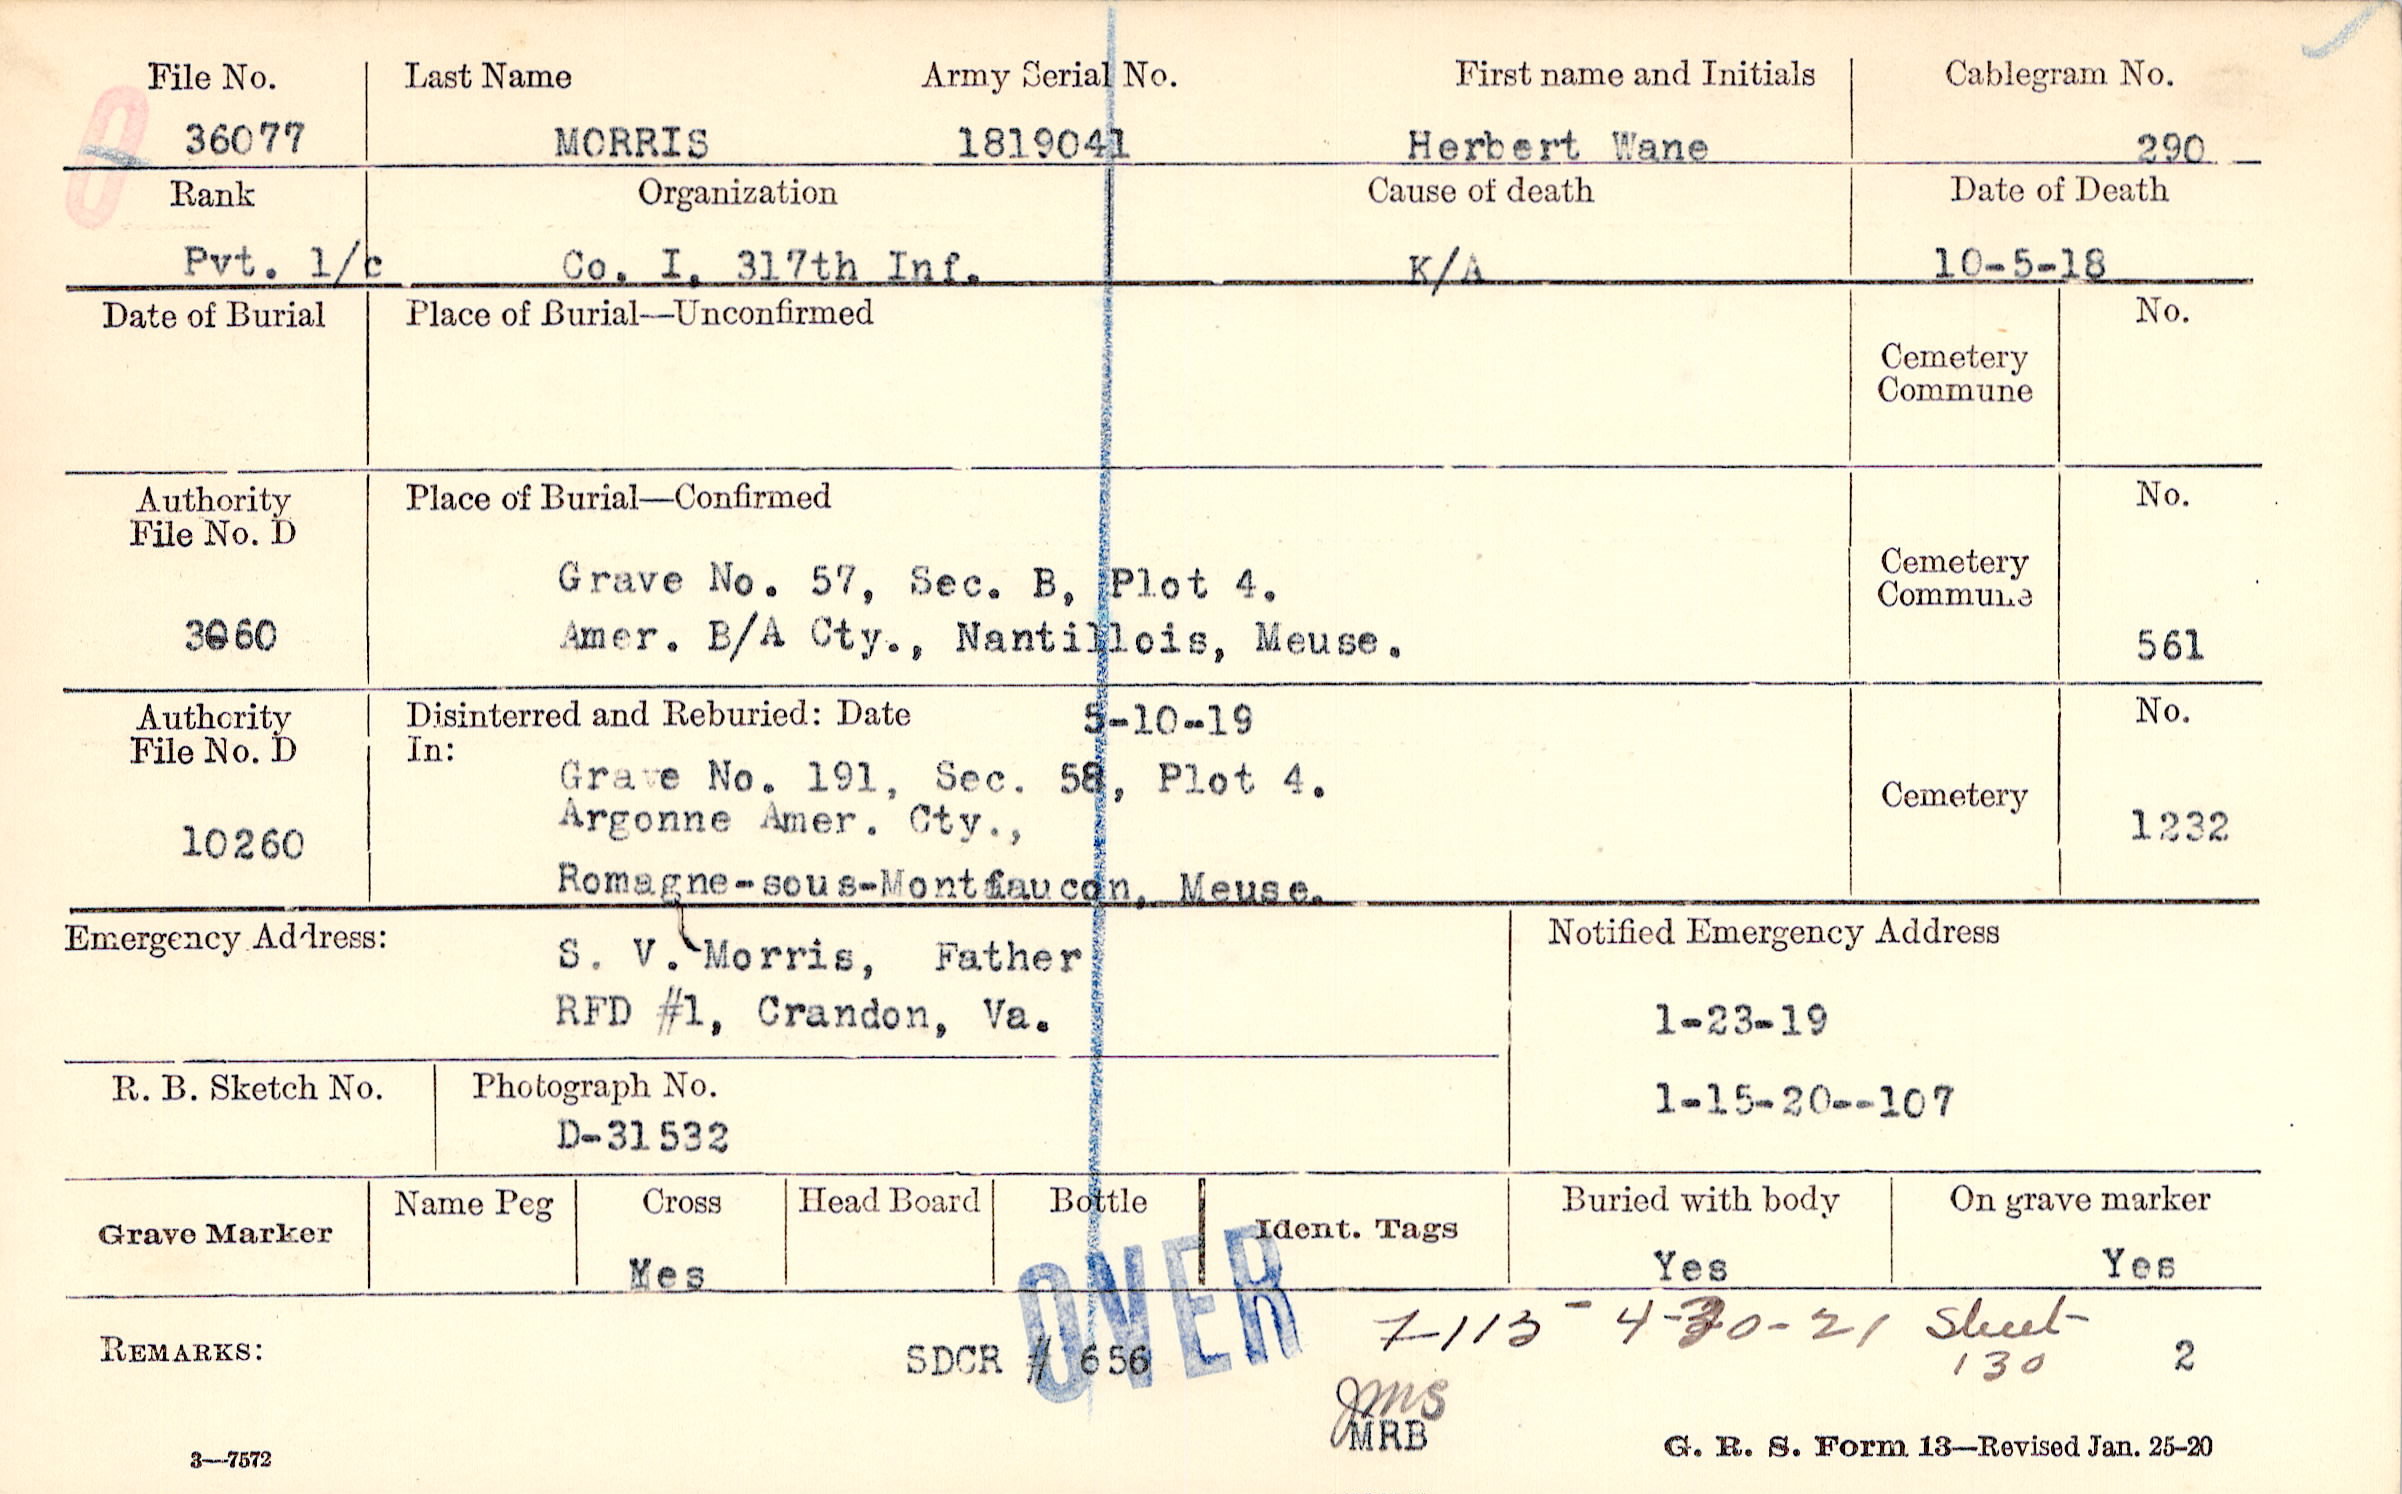 File No. Last Name Army Serial No. First name and Initials Cablegram No.
36077 MORRIS 1819041 Herbert Wane 290
Rank Organization Cause of death Date of Death
Pvt. 1/c Co. I, 317th Inf. K/A 10-5-18
Date of Burial Place of Burial—Unconfirmed No.
Cemetery
Commune
Authority Place of Burial—Confirmed No.
File No. D
Grave No. 57, Sec. B, Plot 4. Cemetery
Commune
3060 Amer. B/A Cty., Nantillois, Meuse. 561
Authority Disinterred and Reburied: Date 5-10-19 No.
File No. D In:
Grave No. 191, Sec. 58, Plot 4.
Argonne Amer. Cty., Cemetery
10260 1232
Romagne-sous-Montfaucon, Meuse.
Emergency Address: S. V. Morris, Father Notified Emergency Address
RFD #1, Crandon, Va. 1-23-19
R. B. Sketch No. Photograph No. 1-15-20--107
D-31532
Grave Marker Name Peg Cross Head Board Bottle Ident. Tags Buried with body On grave marker
Yes Yes Yes
OVER
7-113 - 4-30-21 Sheet
130
REMARKS: SDCR # 656 2
JMS
MRB
3—7572 G. R. S. Form 13—Revised Jan. 25-20